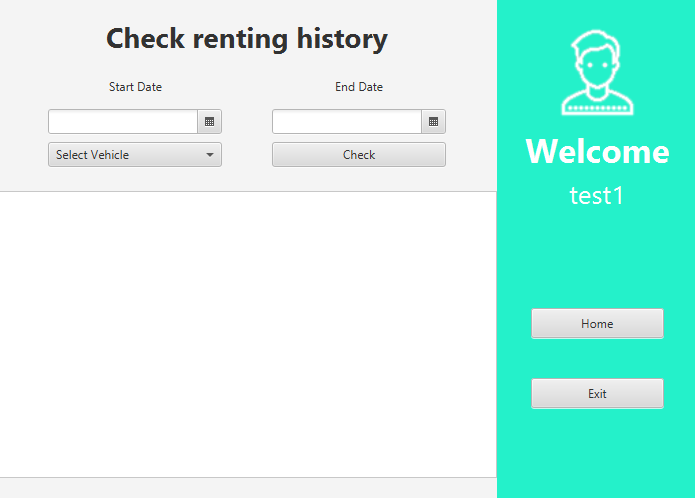 Check renting history
Start Date
End Date
Select Vehicle
Check
Welcome
test1
Home
Exit